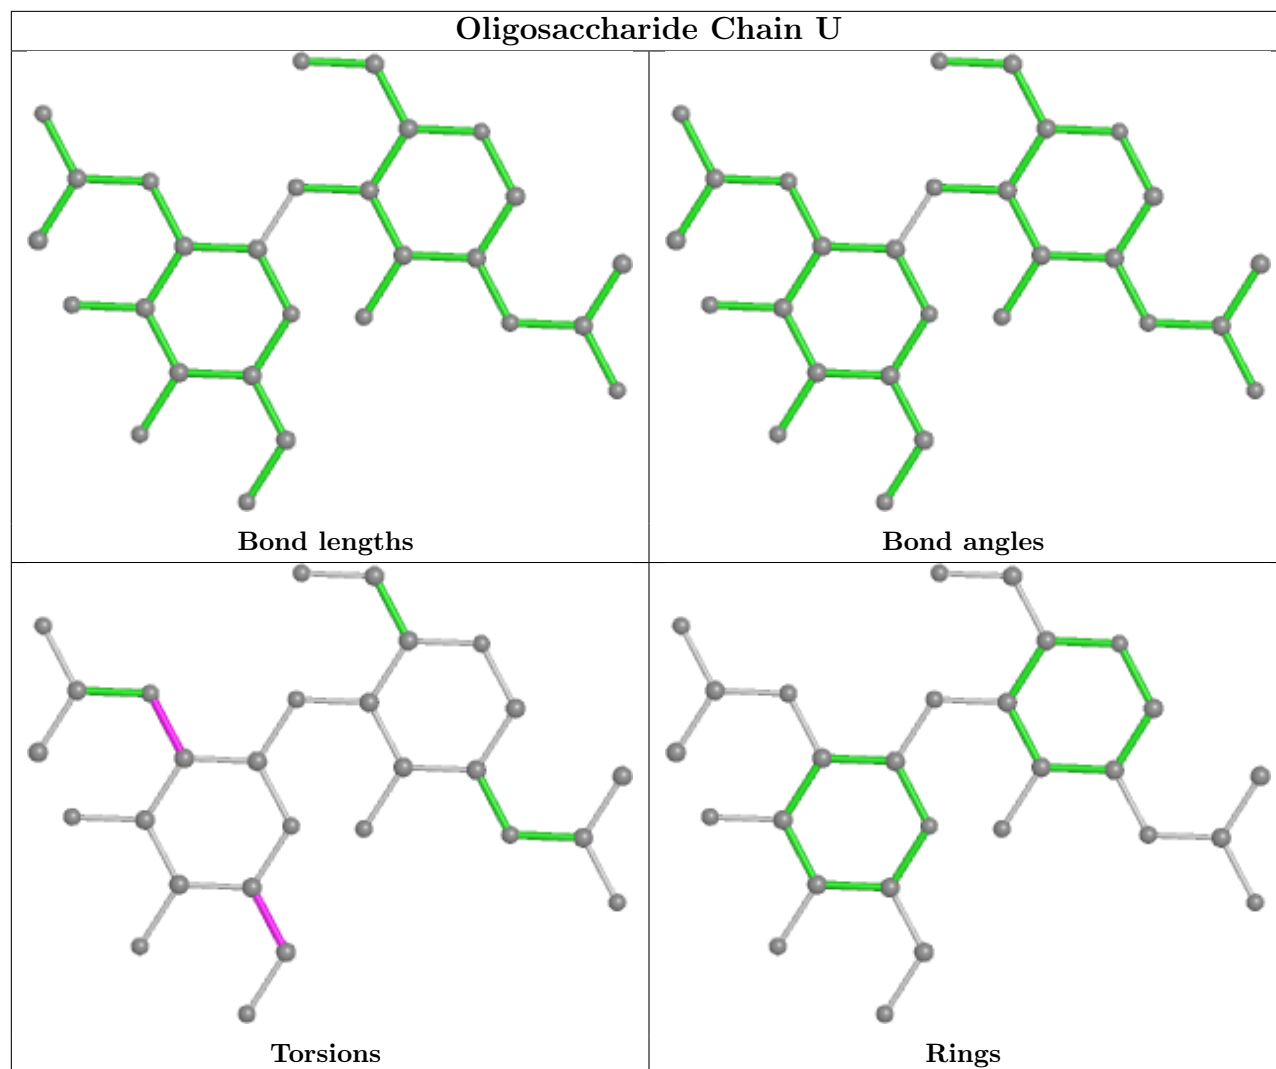 Oligosaccharide Chain U
Bond lengths
Bond angles
Torsions
Rings